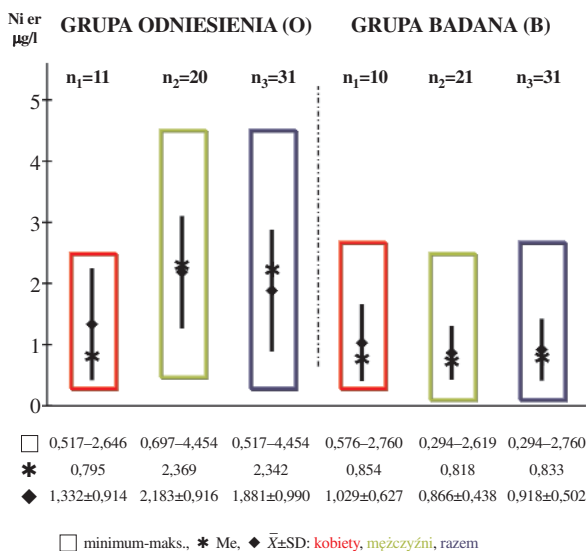 Ni er
µg/l
GRUPA ODNIESIENIA (O) GRUPA BADANA (B)
n1=11 n2=20 n3=31 n1=10 n2=21 n3=31
5
4
3
2
1
0
0,517–2,646 0,697–4,454 0,517–4,454 0,576–2,760 0,294–2,619 0,294–2,760
0,795 2,369 2,342 0,854 0,818 0,833
1,332±0,914 2,183±0,916 1,881±0,990 1,029±0,627 0,866±0,438 0,918±0,502
minimum-maks., * Me, ◆ X̄±SD: kobiety, mężczyźni, razem